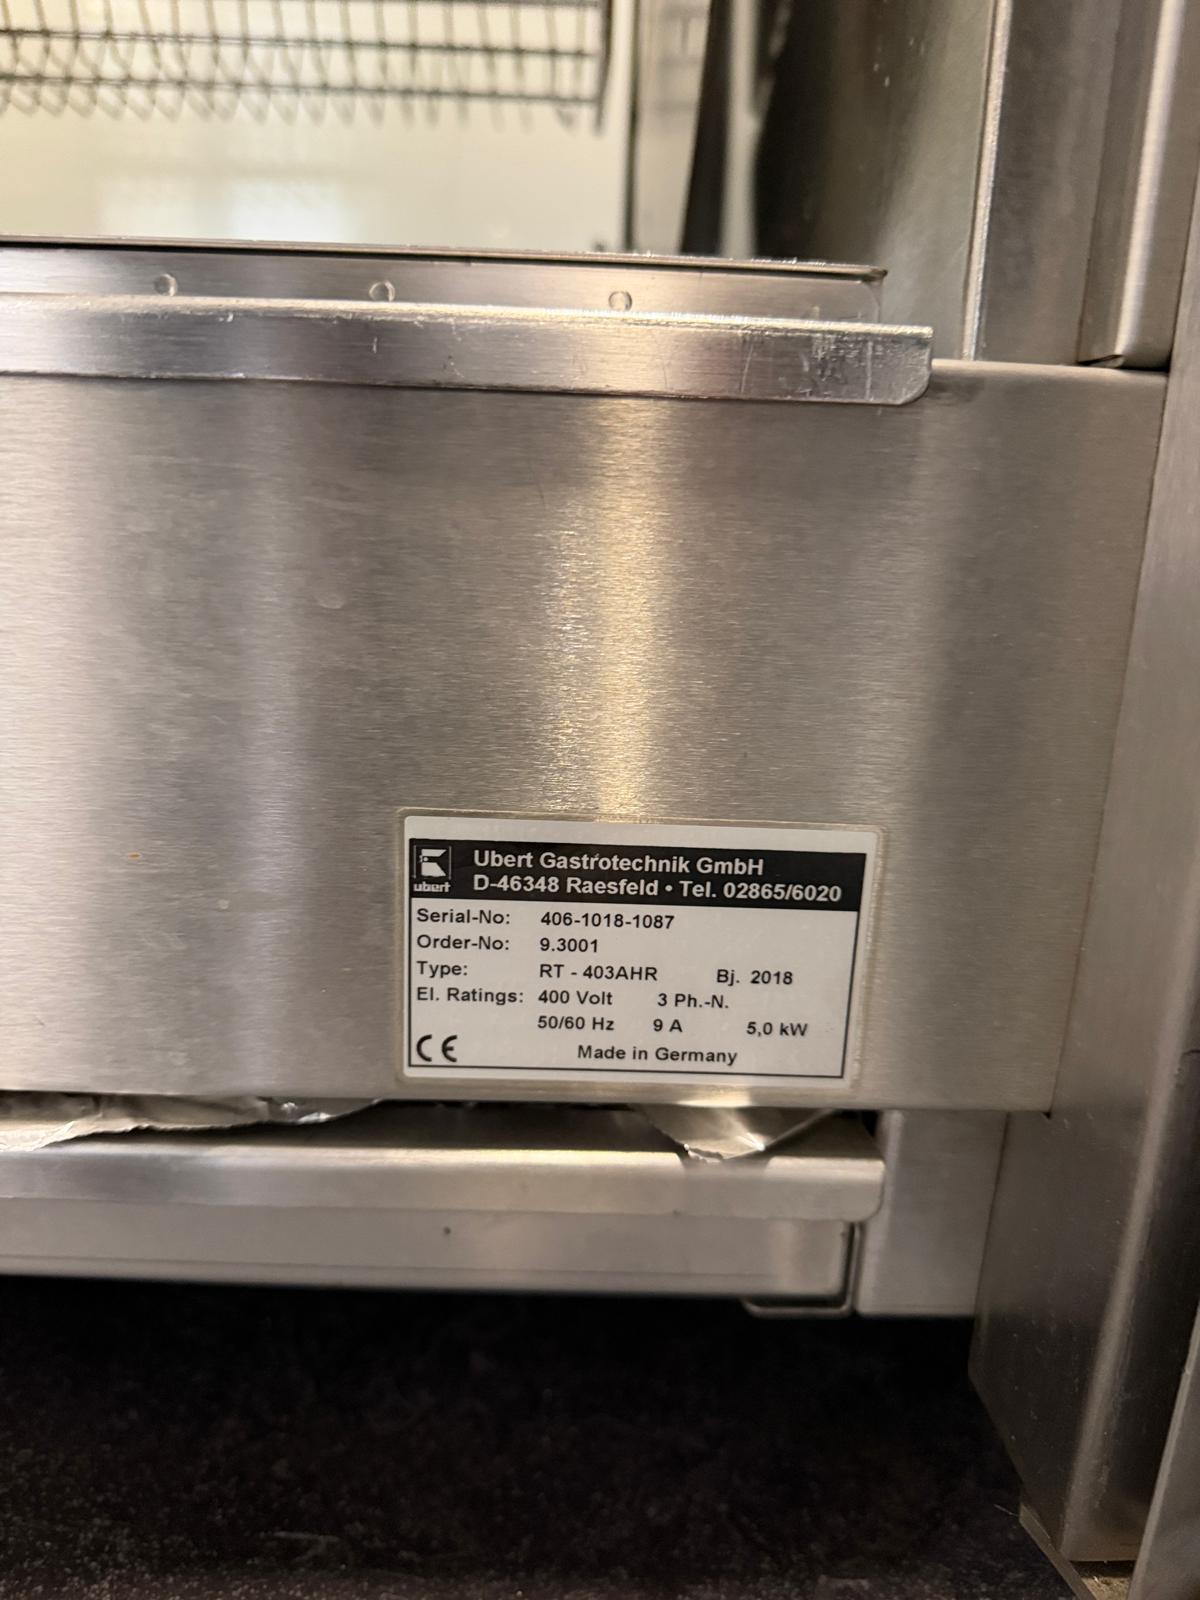 ubert
Ubert Gastrotechnik GmbH
D-46348 Raesfeld • Tel. 02865/6020
Serial-No: 406-1018-1087
Order-No: 9.3001
Type: RT - 403AHR Bj. 2018
El. Ratings: 400 Volt 3 Ph.-N.
50/60 Hz 9 A 5,0 kW
CE Made in Germany